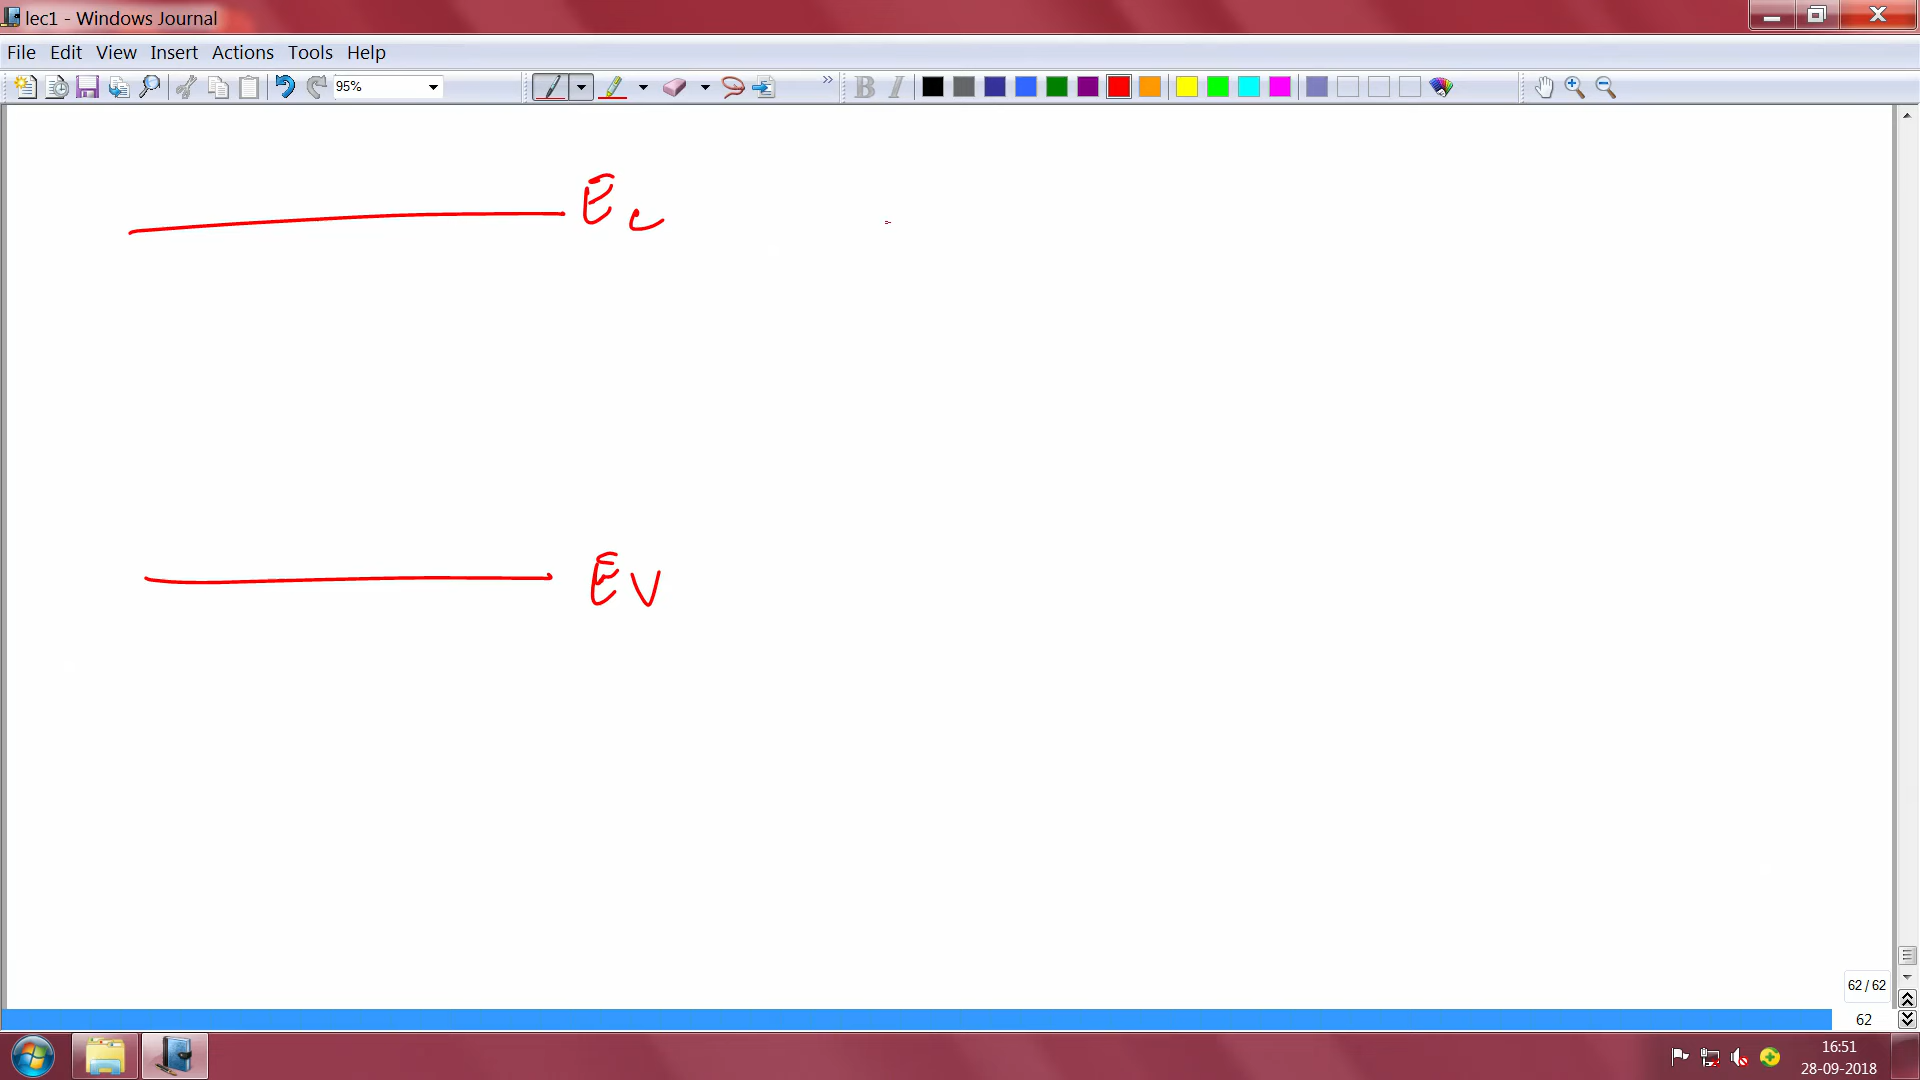 lec1 - Windows Journal
File Edit View Insert Actions Tools Help
95%
» B I
Ec
Ev
62 / 62
62
16:51
28-09-2018